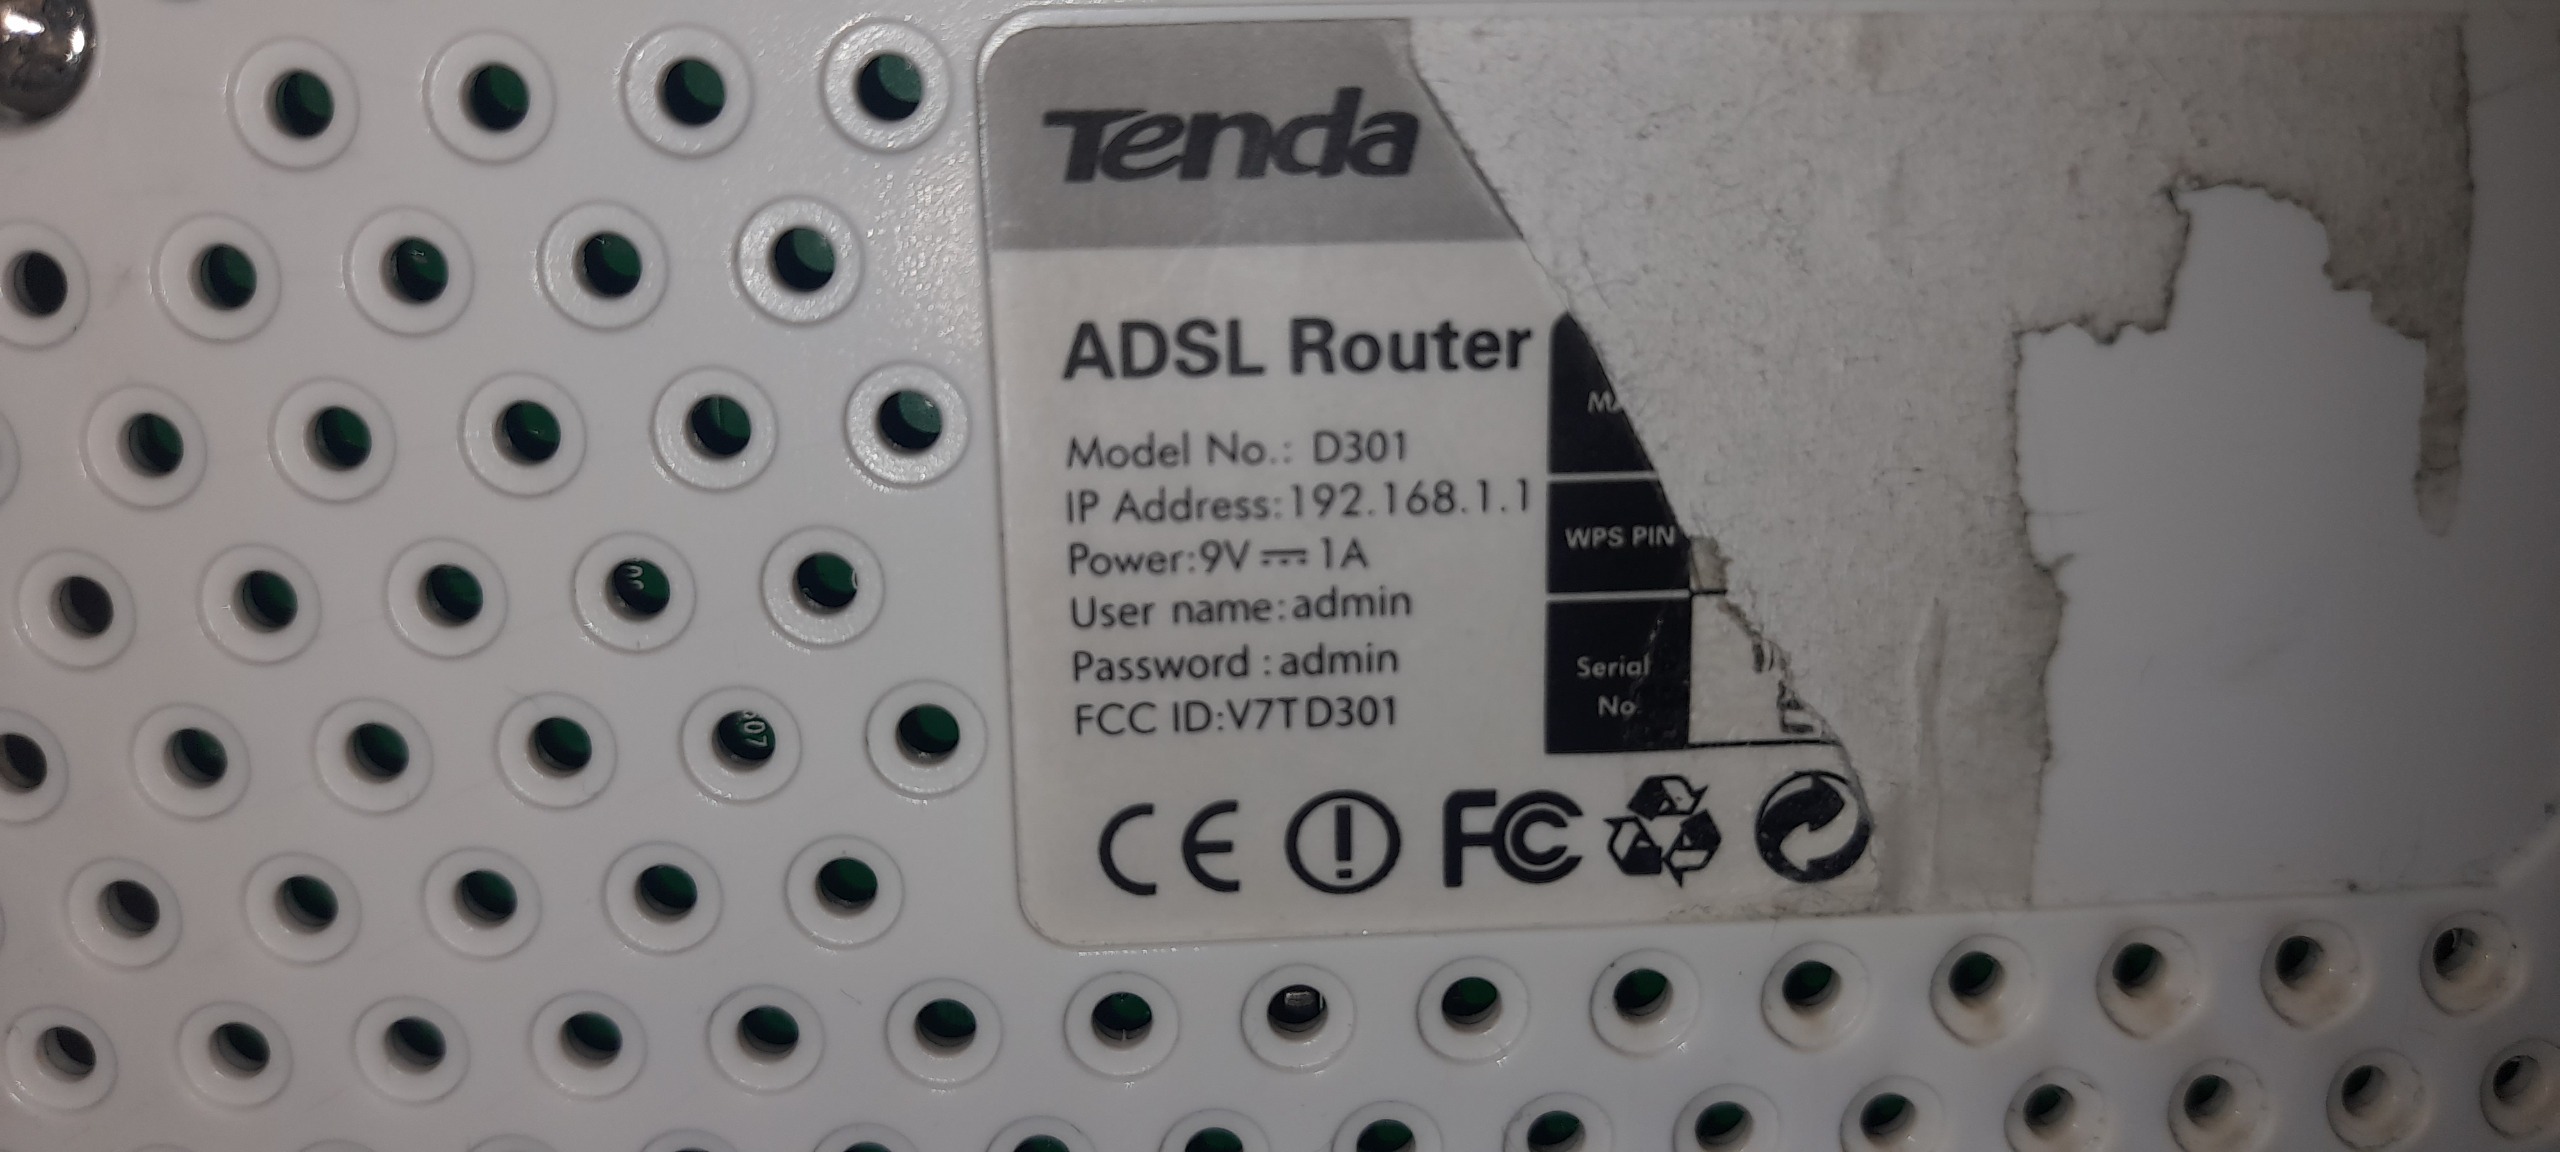 Tenda
ADSL Router
Model No.: D301
IP Address:192.168.1.1
Power:9V⎓1A
User name:admin
Password :admin
FCC ID:V7TD301
WPS PIN
Serial
No.
CE
FC
07